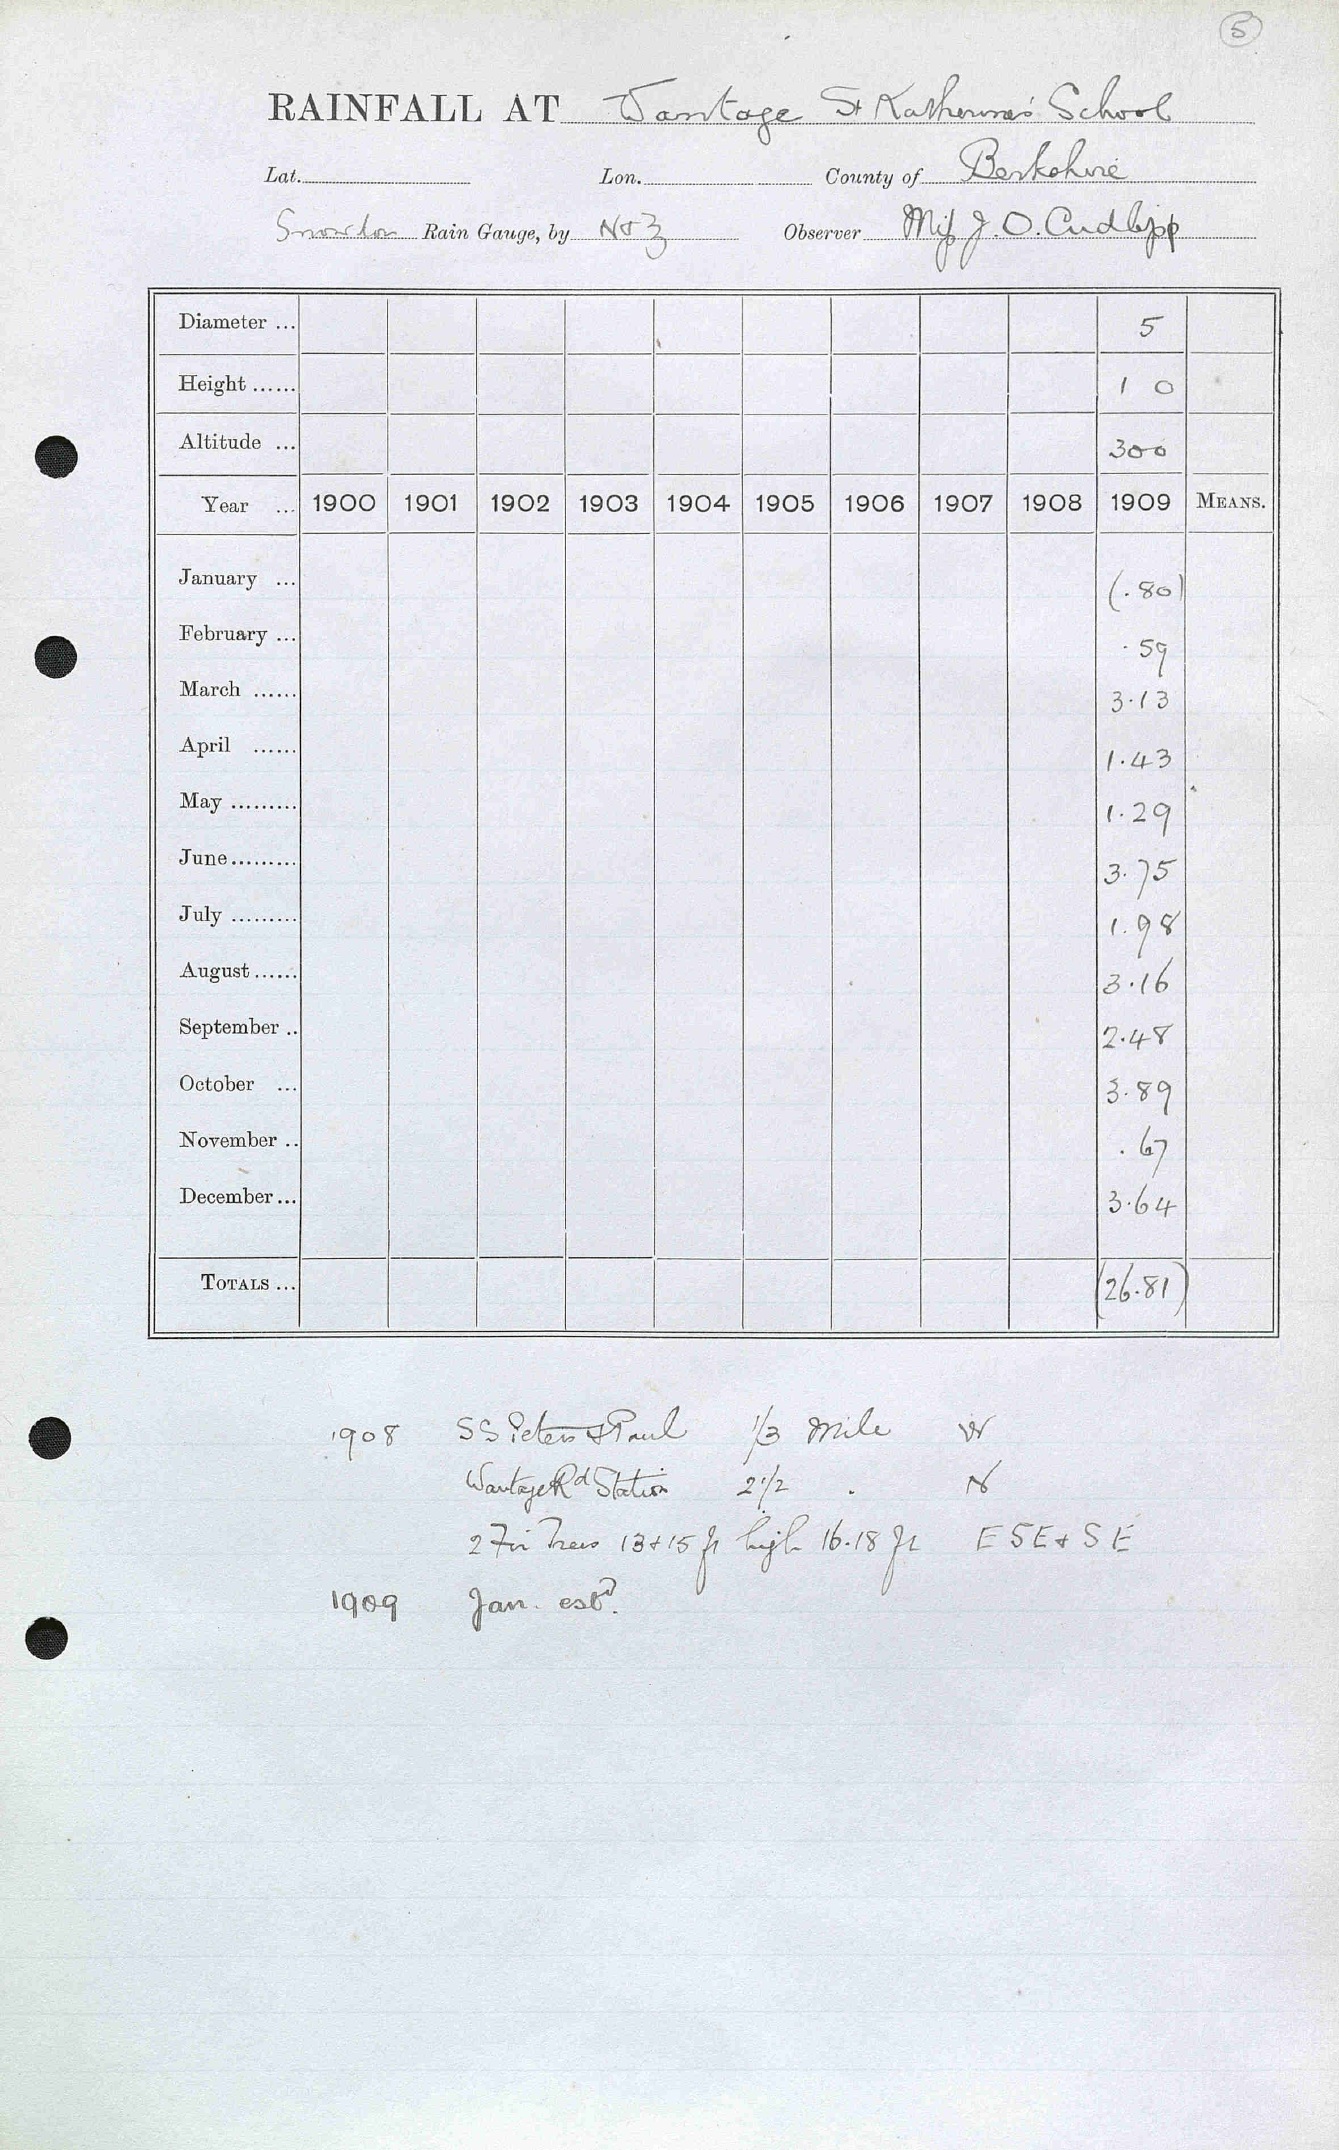 5
RAINFALL AT Wantage St Katherine's School
Lat. Lon. County of Berkshire
Snowdon Rain Gauge, by N & Z Observer Miss J. O. Cudlipp
Diameter ... 5
Height ...... 1 0
Altitude ... 300
Year ... 1900 1901 1902 1903 1904 1905 1906 1907 1908 1909 MEANS.
January ... (.80)
February ... .59
March ...... 3.13
April ...... 1.43
May ......... 1.29
June ......... 3.75
July ......... 1.98
August ...... 3.16
September .. 2.48
October ... 3.89
November .. .67
December ... 3.64
TOTALS ... (26.81)
1908 SS Peter & Paul 1/3 Mile W
Wantage Rd Station 2 1/2 . N
2 Fir Trees 13 & 15 ft high 16.18 ft E S E & S E
1909 Jan. estd.